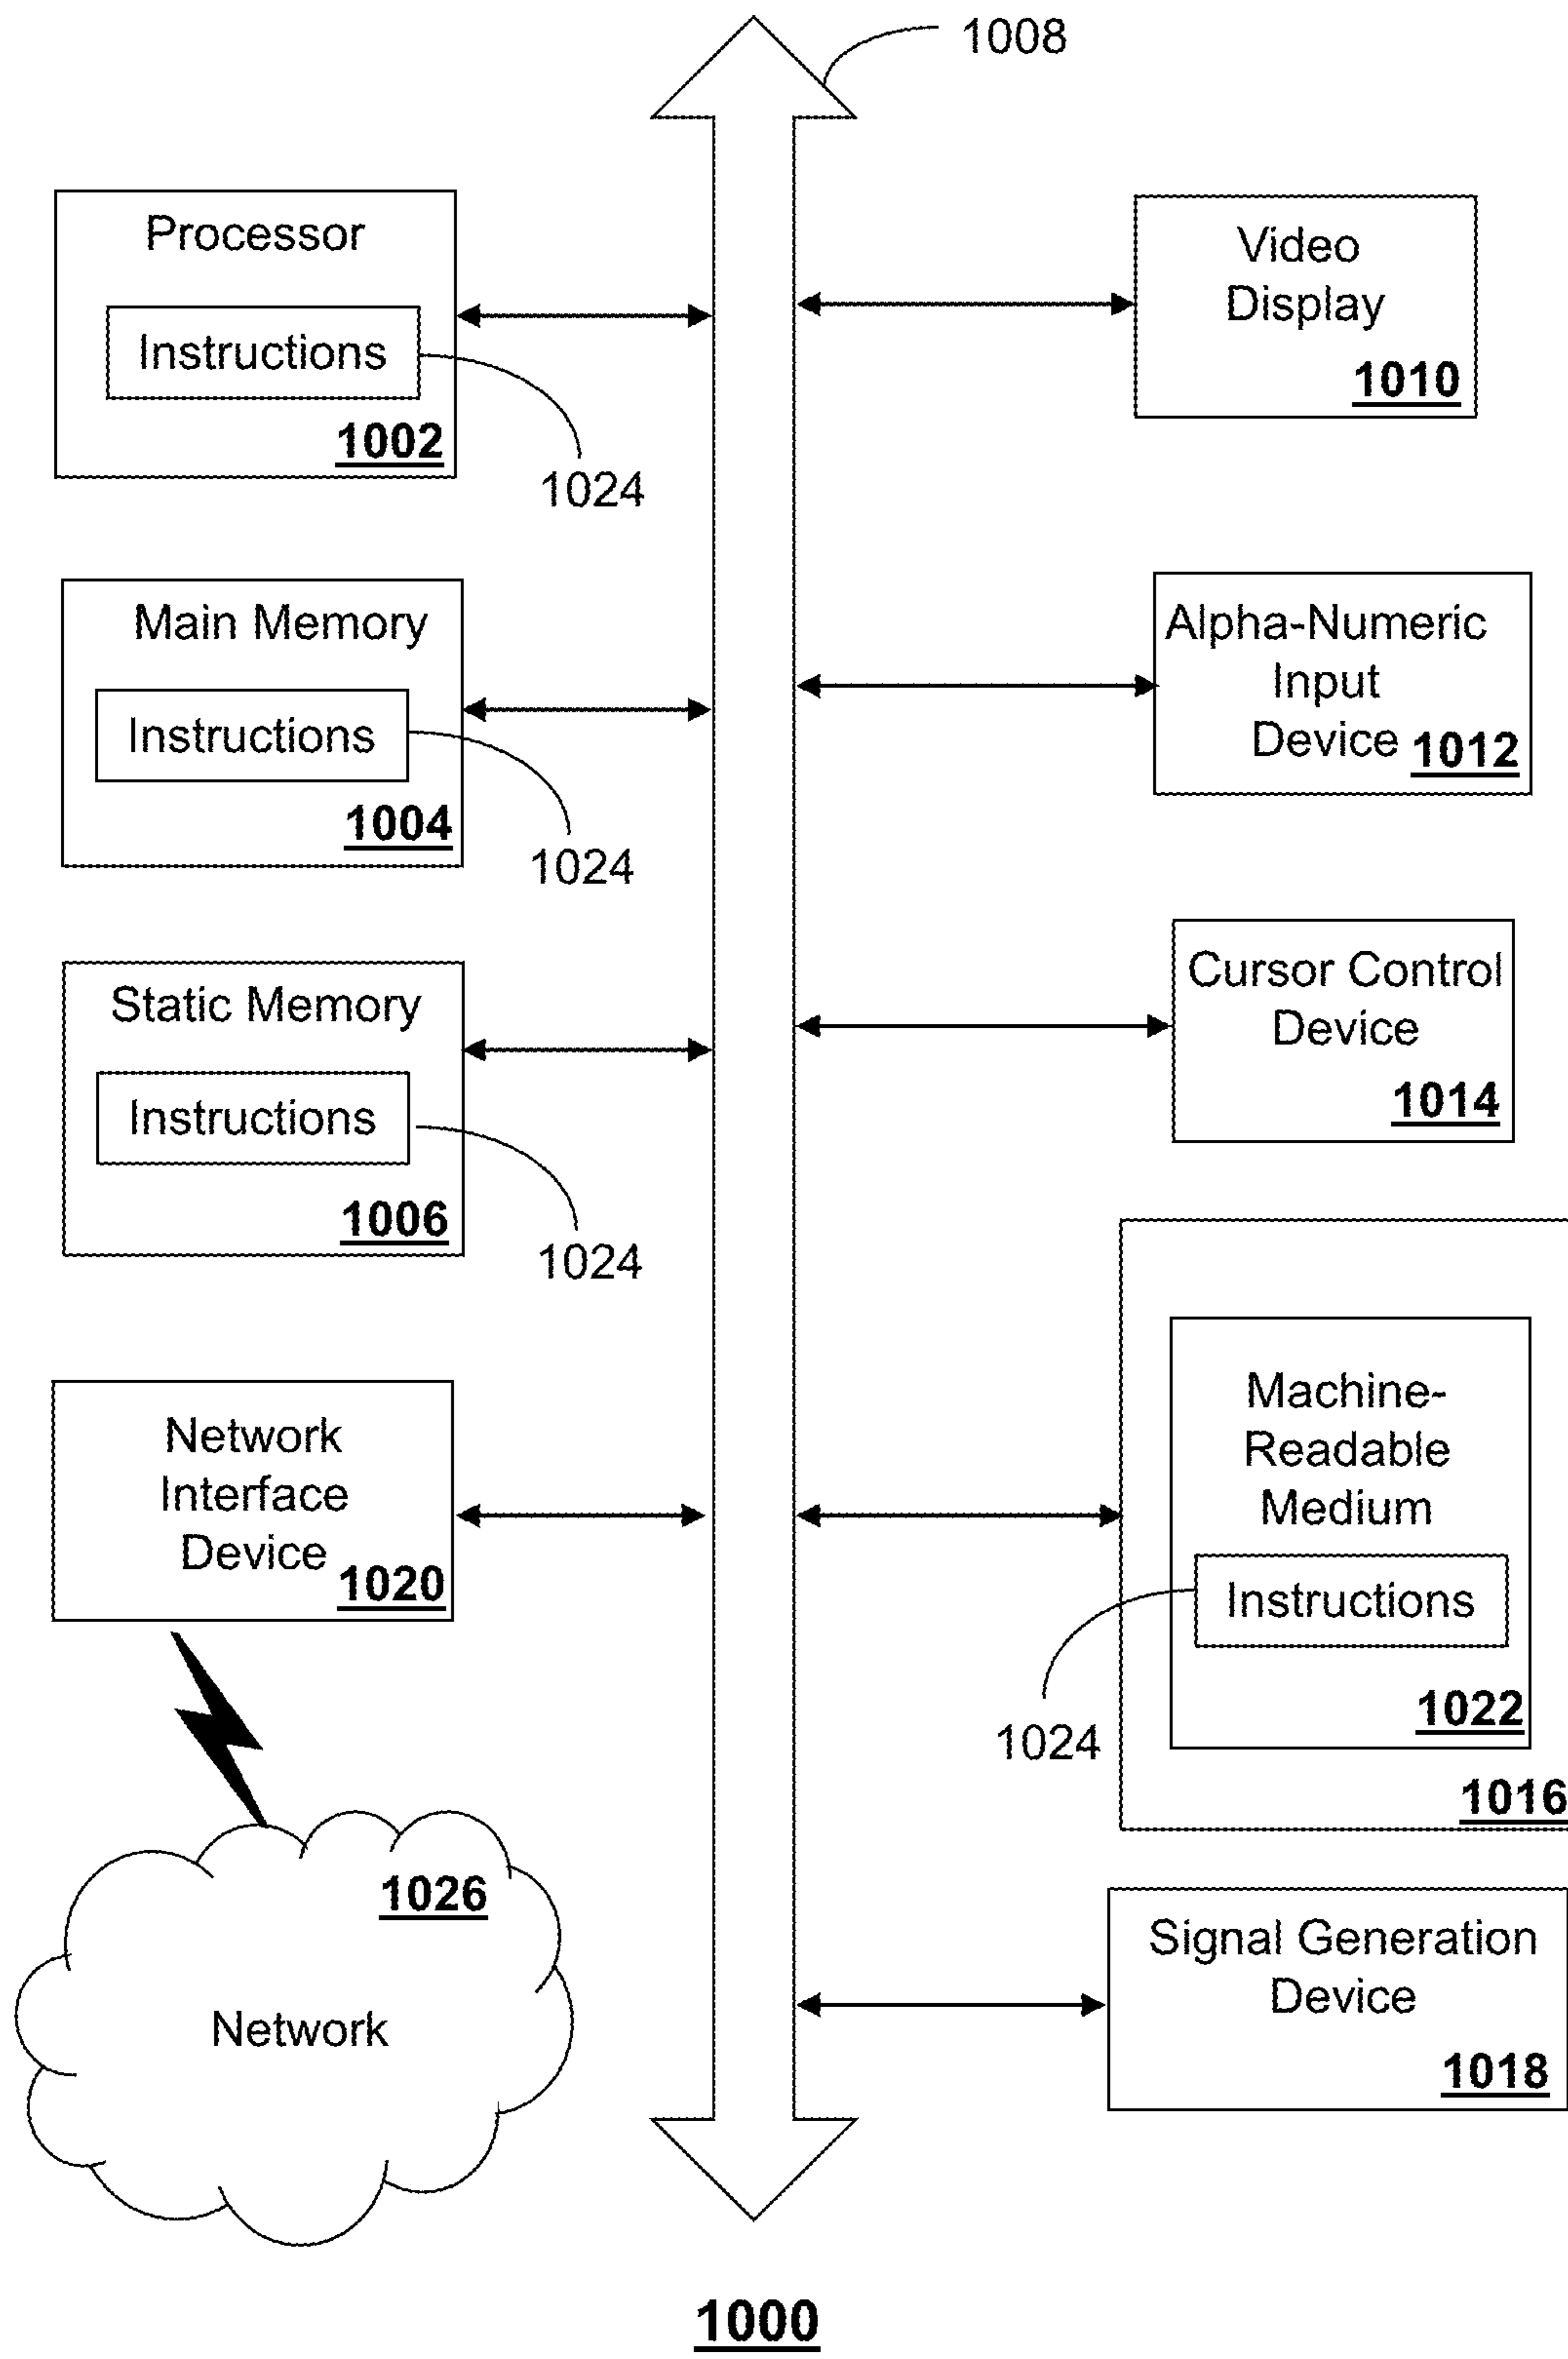 1008
Processor
Instructions
1002
1024
Main Memory
Instructions
1004
1024
Static Memory
Instructions
1006
1024
Network
Interface
Device
1020
1026
Network
Video
Display
1010
Alpha-Numeric
Input
Device 1012
Cursor Control
Device
1014
Machine-
Readable
Medium
Instructions
1022
1024
1016
Signal Generation
Device
1018
1000